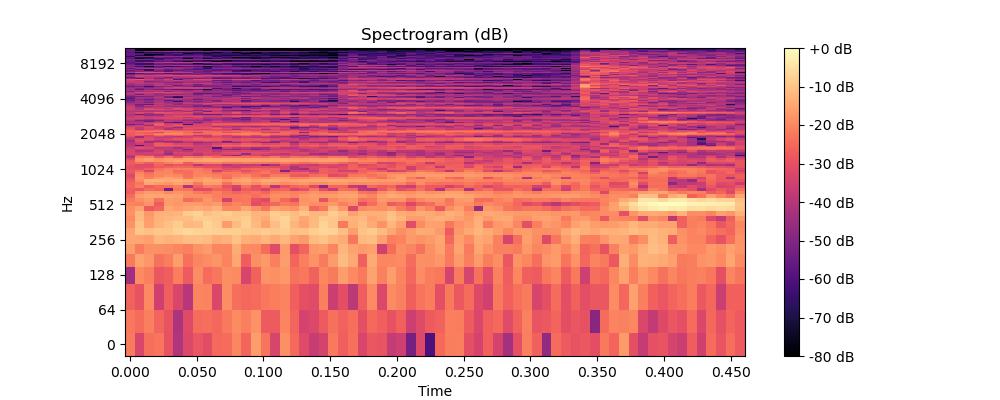 Spectrogram (dB)
Hz
8192
4096
2048
1024
512
256
128
64
0
0.000 0.050 0.100 0.150 0.200 0.250 0.300 0.350 0.400 0.450
Time
+0 dB
-10 dB
-20 dB
-30 dB
-40 dB
-50 dB
-60 dB
-70 dB
-80 dB